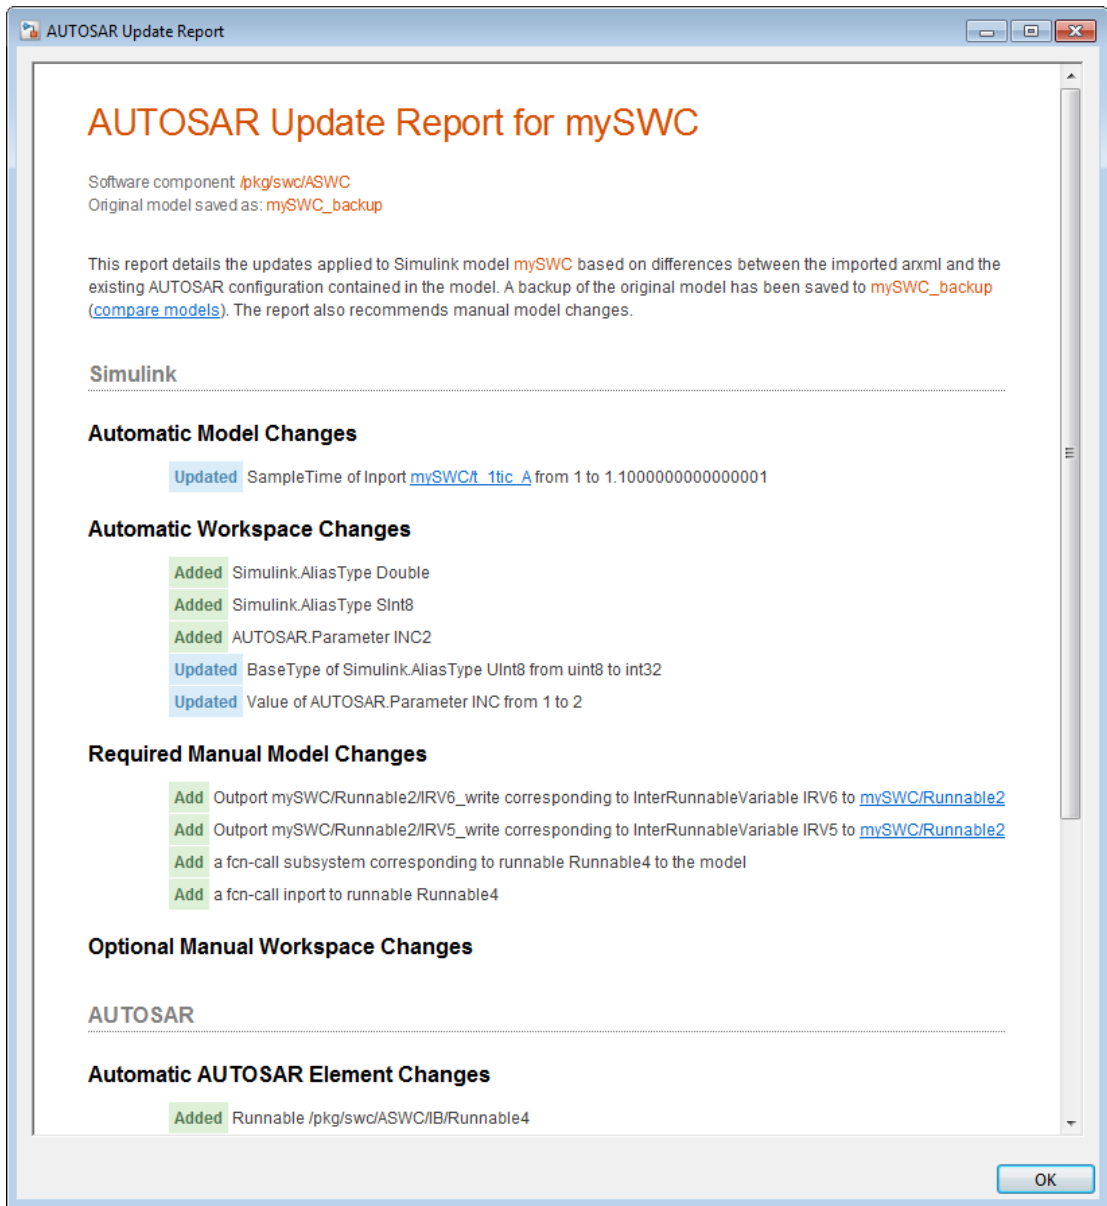 AUTOSAR Update Report
AUTOSAR Update Report for mySWC
Software component /pkg/swc/ASWC
Original model saved as: mySWC_backup
This report details the updates applied to Simulink model mySWC based on differences between the imported arxml and the
existing AUTOSAR configuration contained in the model. A backup of the original model has been saved to mySWC_backup
(compare models). The report also recommends manual model changes.
Simulink
Automatic Model Changes
Updated SampleTime of Inport mySWC/t_1tic_A from 1 to 1.1000000000000001
Automatic Workspace Changes
Added Simulink.AliasType Double
Added Simulink.AliasType SInt8
Added AUTOSAR.Parameter INC2
Updated BaseType of Simulink.AliasType UInt8 from uint8 to int32
Updated Value of AUTOSAR.Parameter INC from 1 to 2
Required Manual Model Changes
Add Outport mySWC/Runnable2/IRV6_write corresponding to InterRunnableVariable IRV6 to mySWC/Runnable2
Add Outport mySWC/Runnable2/IRV5_write corresponding to InterRunnableVariable IRV5 to mySWC/Runnable2
Add a fcn-call subsystem corresponding to runnable Runnable4 to the model
Add a fcn-call inport to runnable Runnable4
Optional Manual Workspace Changes
AUTOSAR
Automatic AUTOSAR Element Changes
Added Runnable /pkg/swc/ASWC/IB/Runnable4
OK